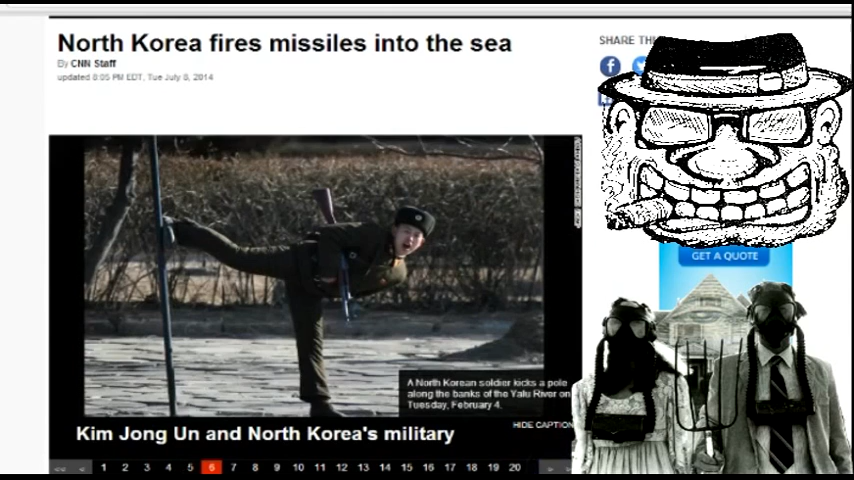 North Korea fires missiles into the sea
By CNN Staff
updated 8:05 PM EDT, Tue July 8, 2014
SHARE THI
GET A QUOTE
A North Korean soldier kicks a pole
along the banks of the Yalu River on
Tuesday, February 4.
HIDE CAPTION
Kim Jong Un and North Korea's military
<< < 1 2 3 4 5 6 7 8 9 10 11 12 13 14 15 16 17 18 19 20 >